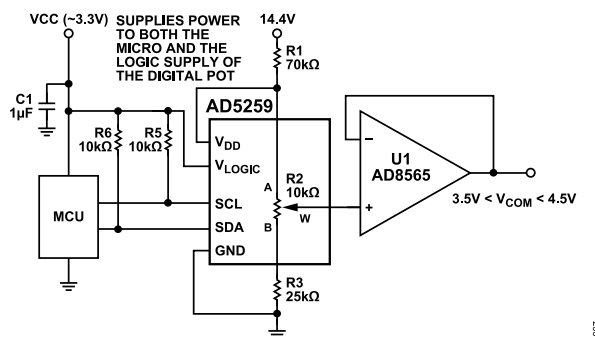 VCC (~3.3V)
SUPPLIES POWER
TO BOTH THE
MICRO AND THE
LOGIC SUPPLY OF
THE DIGITAL POT
14.4V
R1
70kΩ
C1
1µF
R6
10kΩ
R5
10kΩ
AD5259
VDD
VLOGIC
SCL
SDA
GND
MCU
A
R2
10kΩ
B
W
R3
25kΩ
−
+
U1
AD8565
3.5V < VCOM < 4.5V